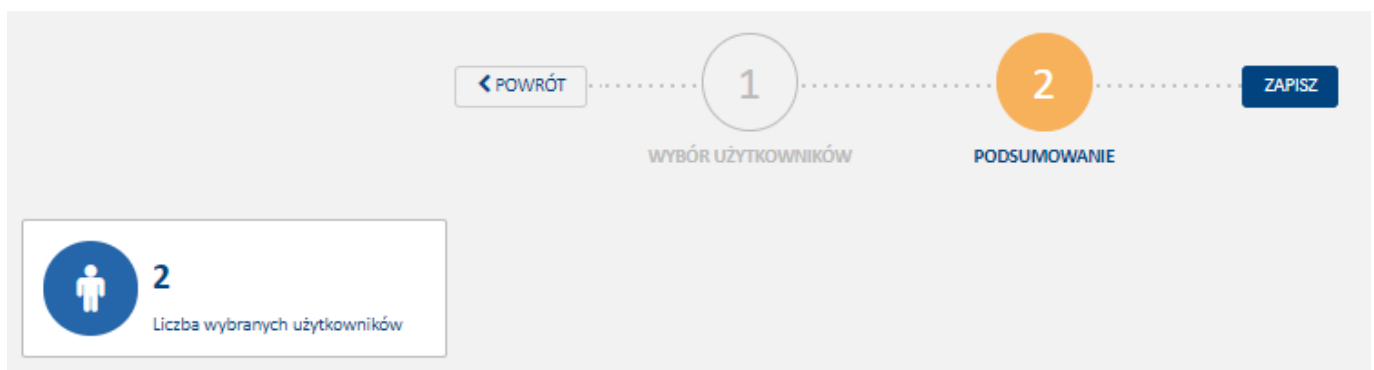 POWRÓT
1
2
ZAPISZ
WYBÓR UŻYTKOWNIKÓW
PODSUMOWANIE
2
Liczba wybranych użytkowników